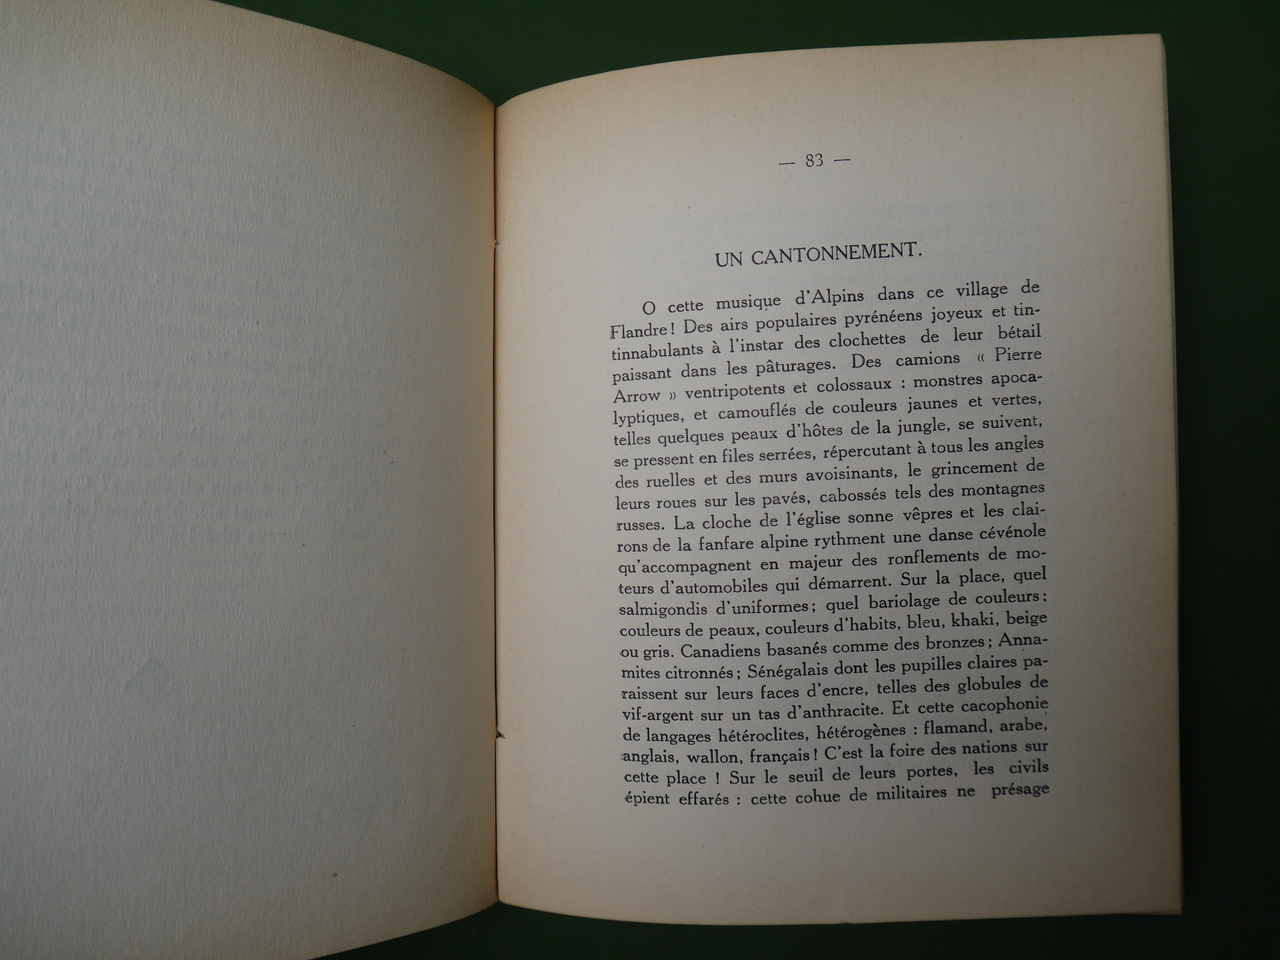 — 83 —
UN CANTONNEMENT.
O cette musique d'Alpins dans ce village de
Flandre! Des airs populaires pyrénéens joyeux et tin-
tinnabulants à l'instar des clochettes de leur bétail
paissant dans les pâturages. Des camions « Pierre
Arrow » ventripotents et colossaux : monstres apoca-
lyptiques, et camouflés de couleurs jaunes et vertes,
telles quelques peaux d'hôtes de la jungle, se suivent,
se pressent en files serrées, répercutant à tous les angles
des ruelles et des murs avoisinants, le grincement de
leurs roues sur les pavés, cabossés tels des montagnes
russes. La cloche de l'église sonne vêpres et les clai-
rons de la fanfare alpine rythment une danse cévénole
qu'accompagnent en majeur des ronflements de mo-
teurs d'automobiles qui démarrent. Sur la place, quel
salmigondis d'uniformes; quel bariolage de couleurs:
couleurs de peaux, couleurs d'habits, bleu, khaki, beige
ou gris. Canadiens basanés comme des bronzes; Anna-
mites citronnés; Sénégalais dont les pupilles claires pa-
raissent sur leurs faces d'encre, telles des globules de
vif-argent sur un tas d'anthracite. Et cette cacophonie
de langages hétéroclites, hétérogènes : flamand, arabe,
anglais, wallon, français! C'est la foire des nations sur
cette place ! Sur le seuil de leurs portes, les civils
épient effarés : cette cohue de militaires ne présage